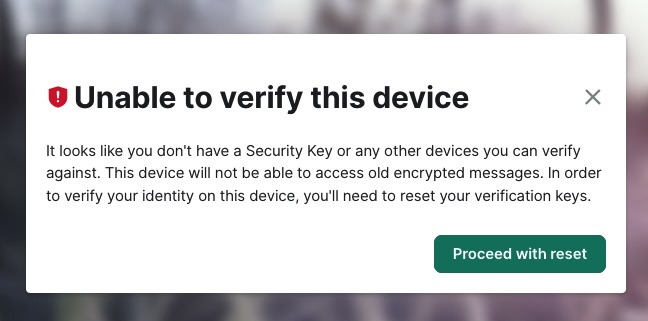 Unable to verify this device
It looks like you don't have a Security Key or any other devices you can verify
against. This device will not be able to access old encrypted messages. In order
to verify your identity on this device, you'll need to reset your verification keys.
Proceed with reset